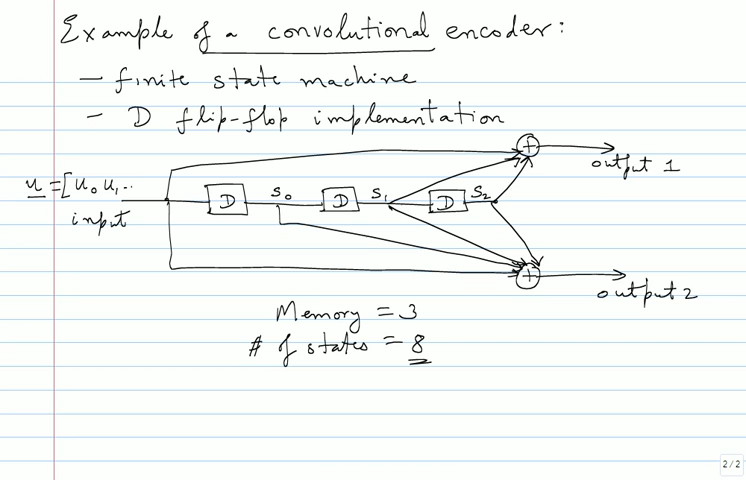 Example of a convolutional encoder:
- finite state machine
- D flip-flop implementation
+ output 1
u = [u0 u1 ..
input
D S0 D S1 D S2
+ output 2
Memory = 3
# of states = 8
2 / 2